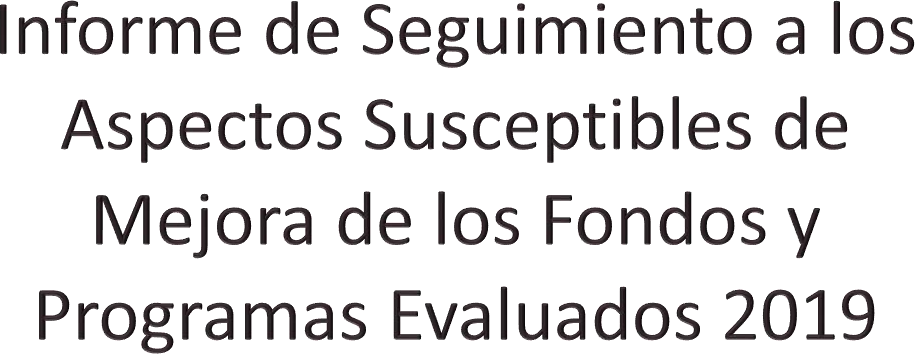 Informe de Seguimiento a los
Aspectos Susceptibles de
Mejora de los Fondos y
Programas Evaluados 2019